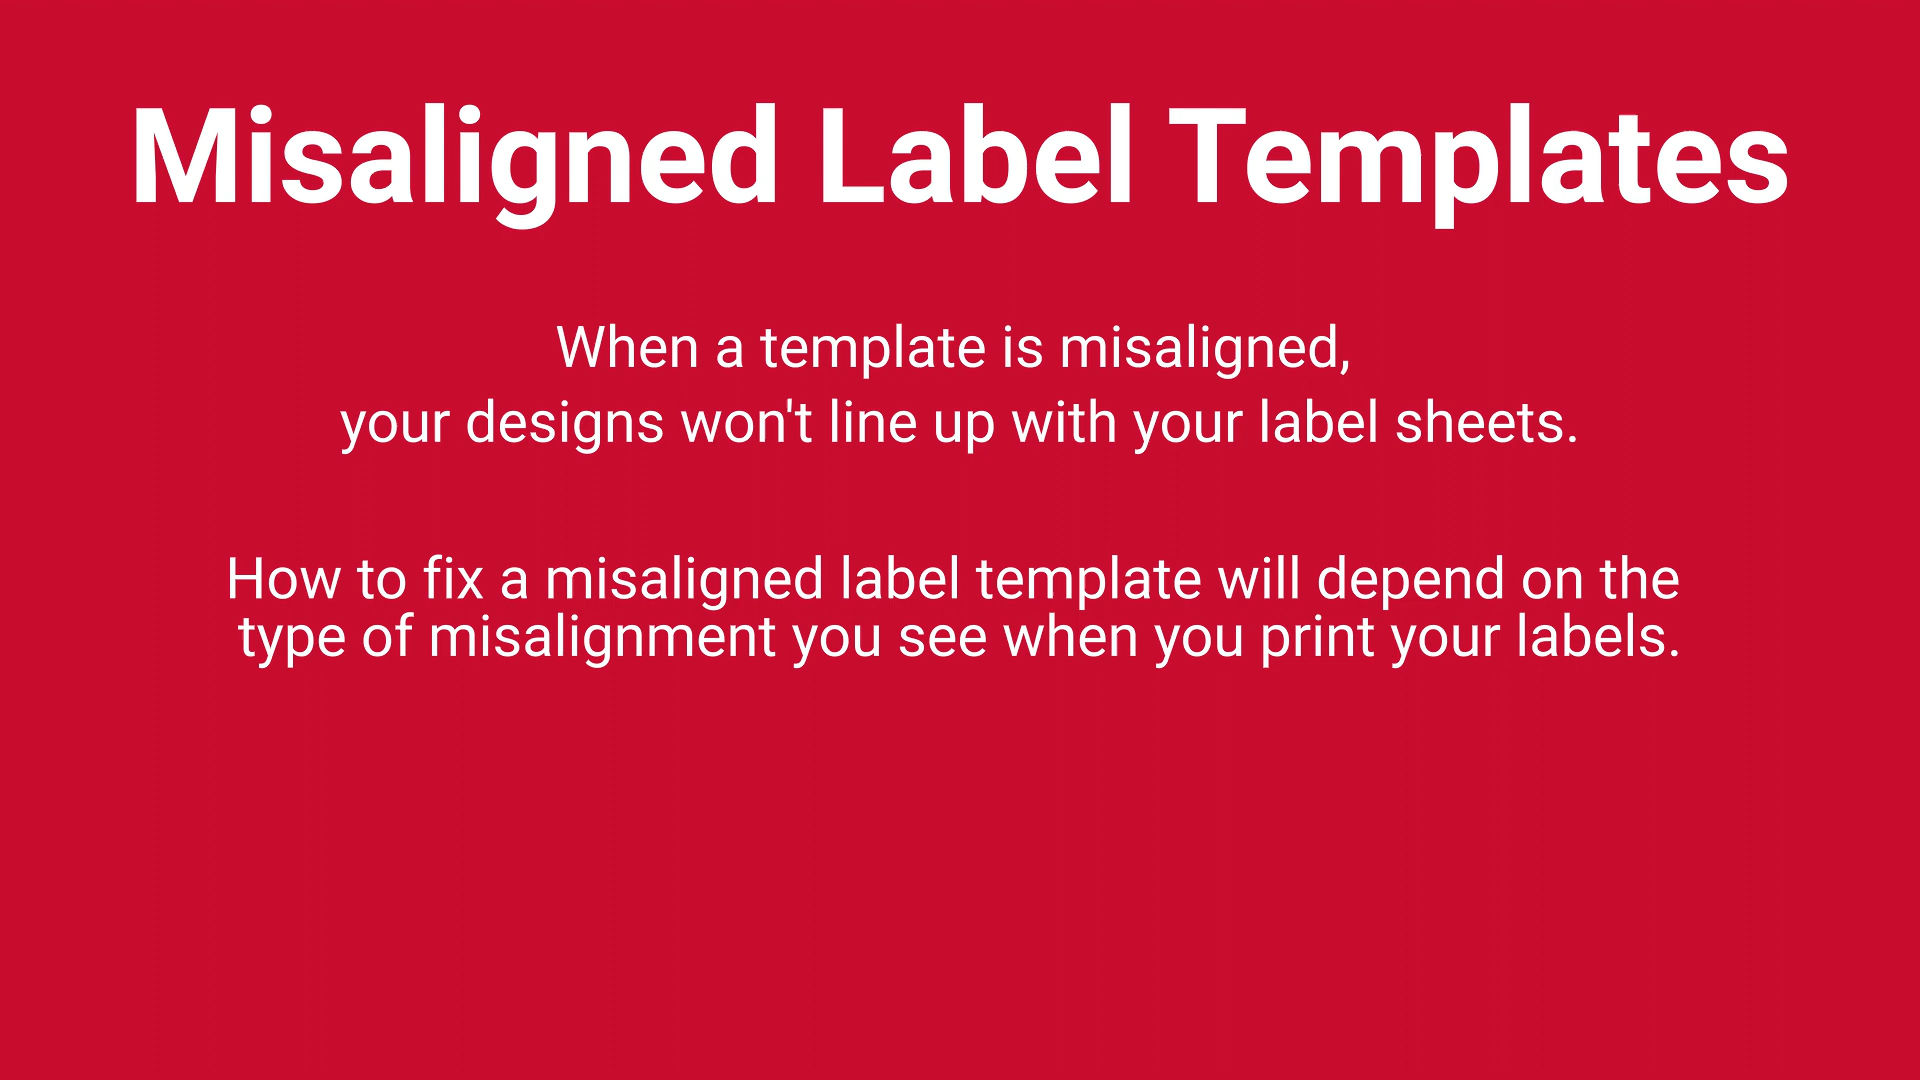 Misaligned Label Templates
When a template is misaligned,
your designs won't line up with your label sheets.
How to fix a misaligned label template will depend on the
type of misalignment you see when you print your labels.